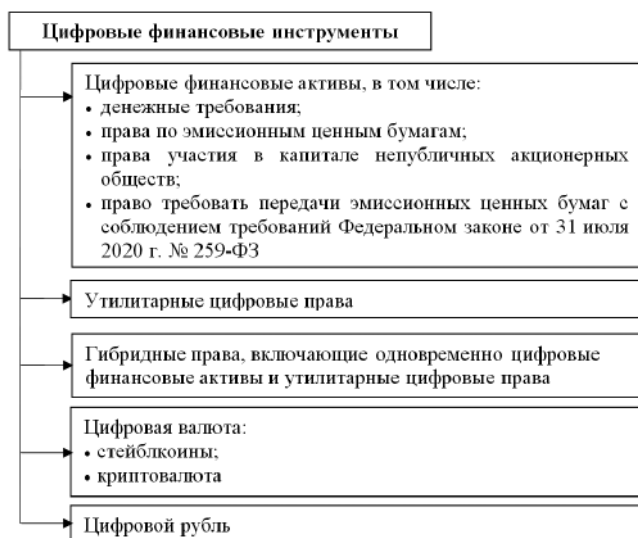 Цифровые финансовые инструменты
Цифровые финансовые активы, в том числе:
• денежные требования;
• права по эмиссионным ценным бумагам;
• права участия в капитале непубличных акционерных
обществ;
• право требовать передачи эмиссионных ценных бумаг с
соблюдением требований Федеральном законе от 31 июля
2020 г. № 259-ФЗ
Утилитарные цифровые права
Гибридные права, включающие одновременно цифровые
финансовые активы и утилитарные цифровые права
Цифровая валюта:
• стейблкоины;
• криптовалюта
Цифровой рубль